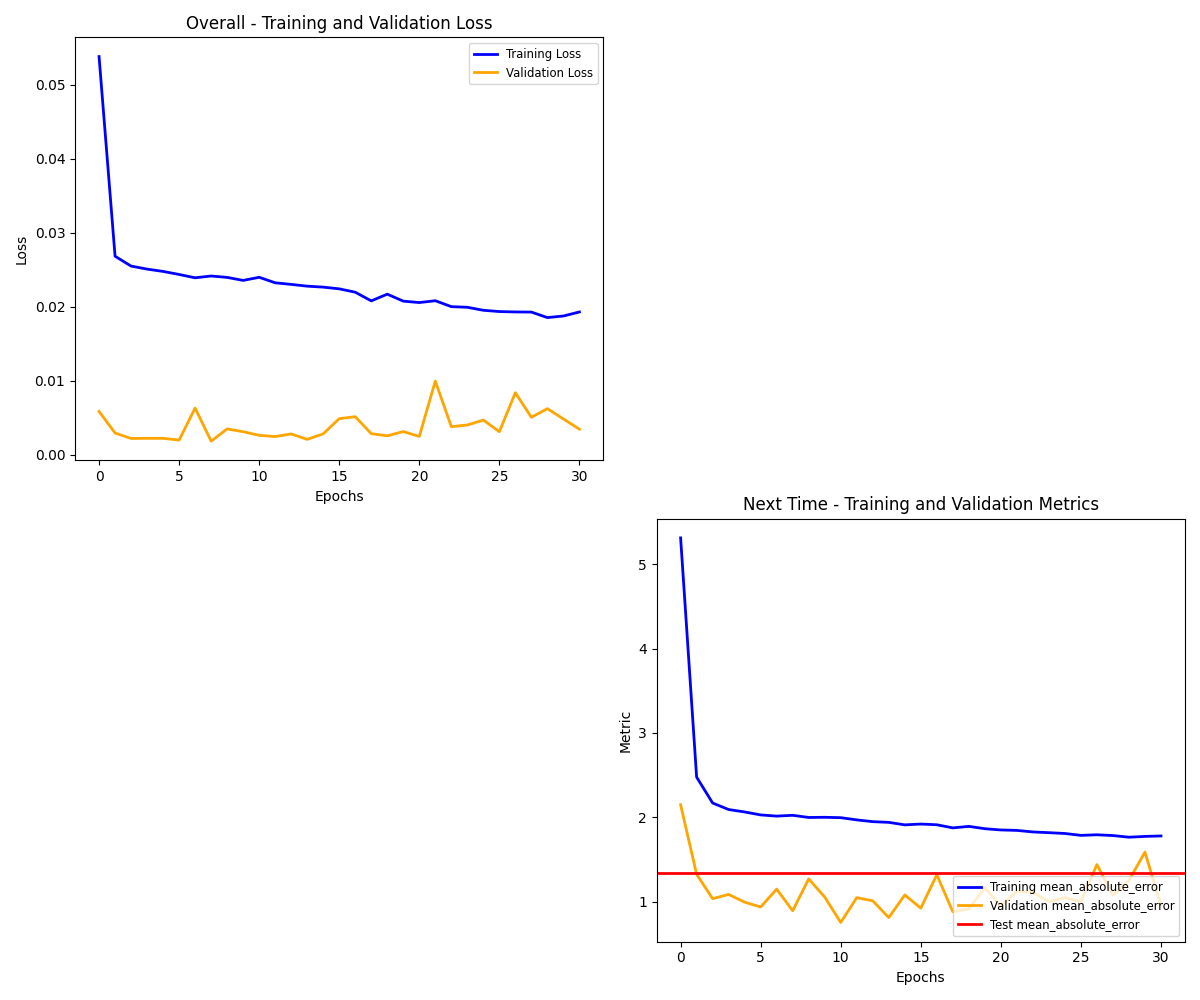 Overall - Training and Validation Loss
Training Loss
Validation Loss
0.05
0.04
0.03
0.02
0.01
0.00
Loss
0 5 10 15 20 25 30
Epochs
Next Time - Training and Validation Metrics
5
4
3
2
1
Metric
Training mean_absolute_error
Validation mean_absolute_error
Test mean_absolute_error
0 5 10 15 20 25 30
Epochs